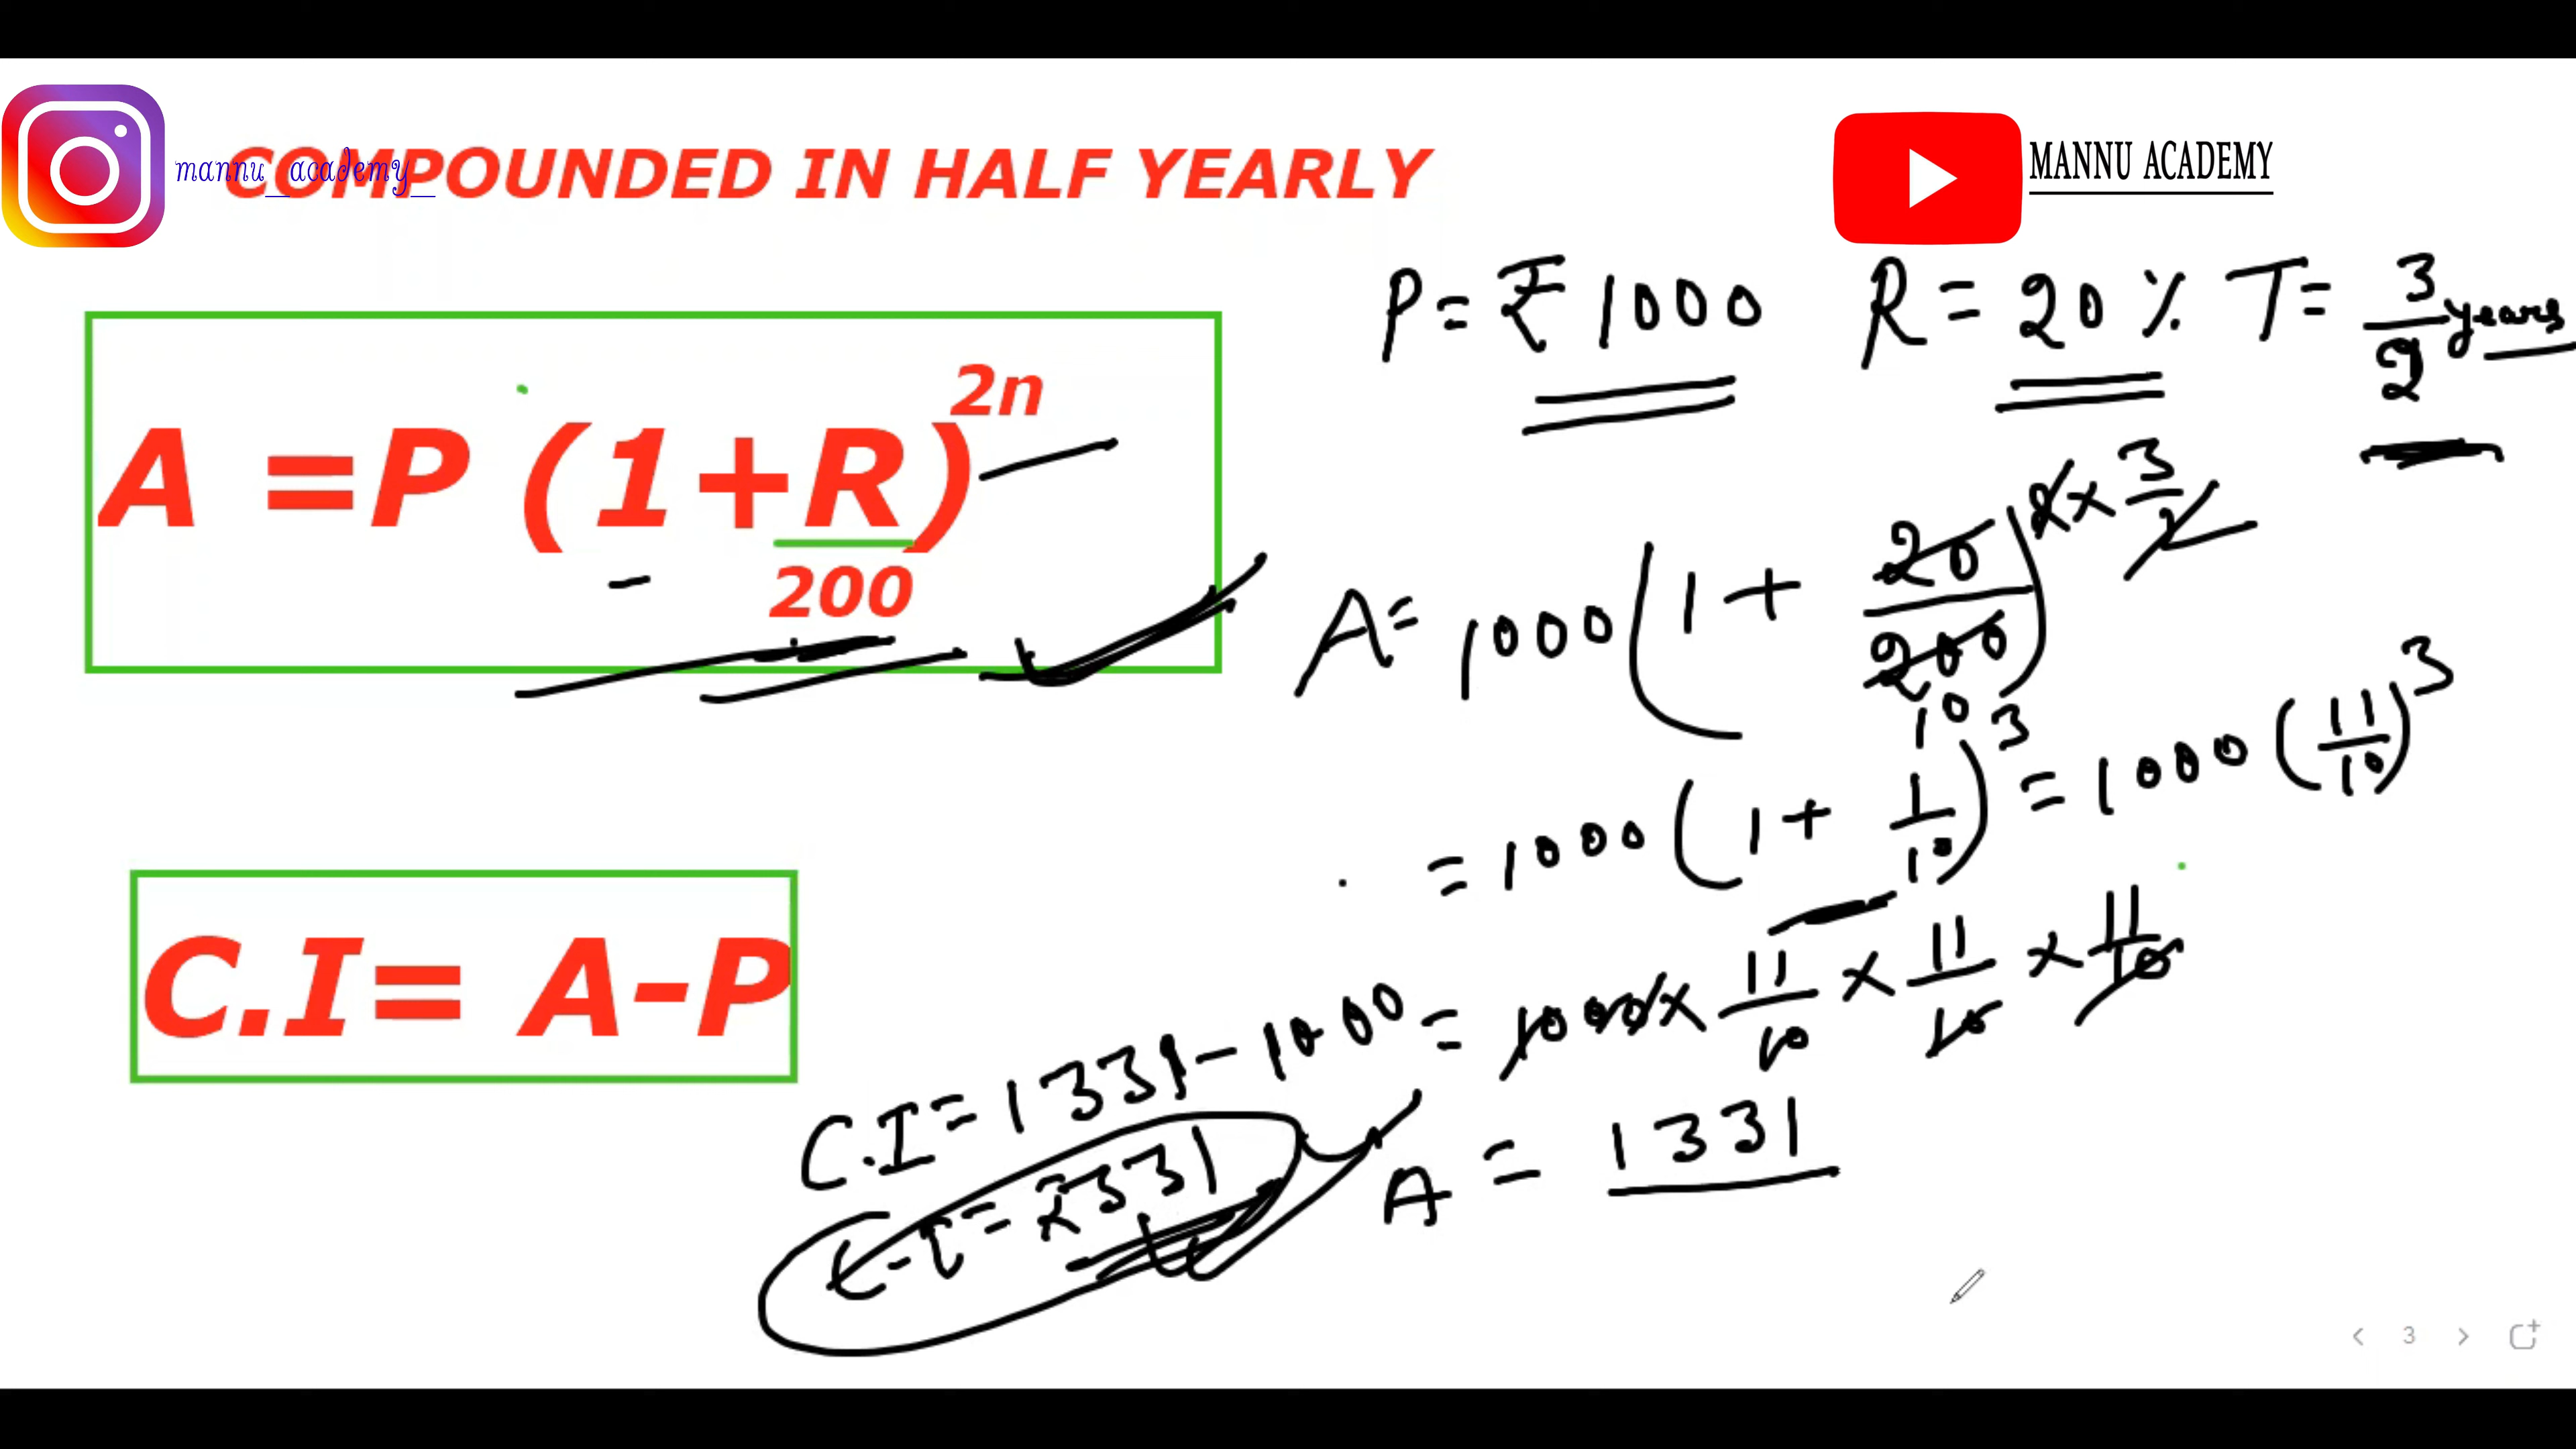 mannu_academy_
COMPOUNDED IN HALF YEARLY
MANNU ACADEMY
P = ₹ 1000 R = 20 % T = 3/2 years
A =P (1+R/200)^2n
A = 1000 (1 + 20/200)^2 x 3/2
10
= 1000 (1 + 1/10)^3 = 1000 (11/10)^3
= 1000 x 11/10 x 11/10 x 11/10
A = 1331
C.I= A-P
C.I = 1331 - 1000
= ₹331
3